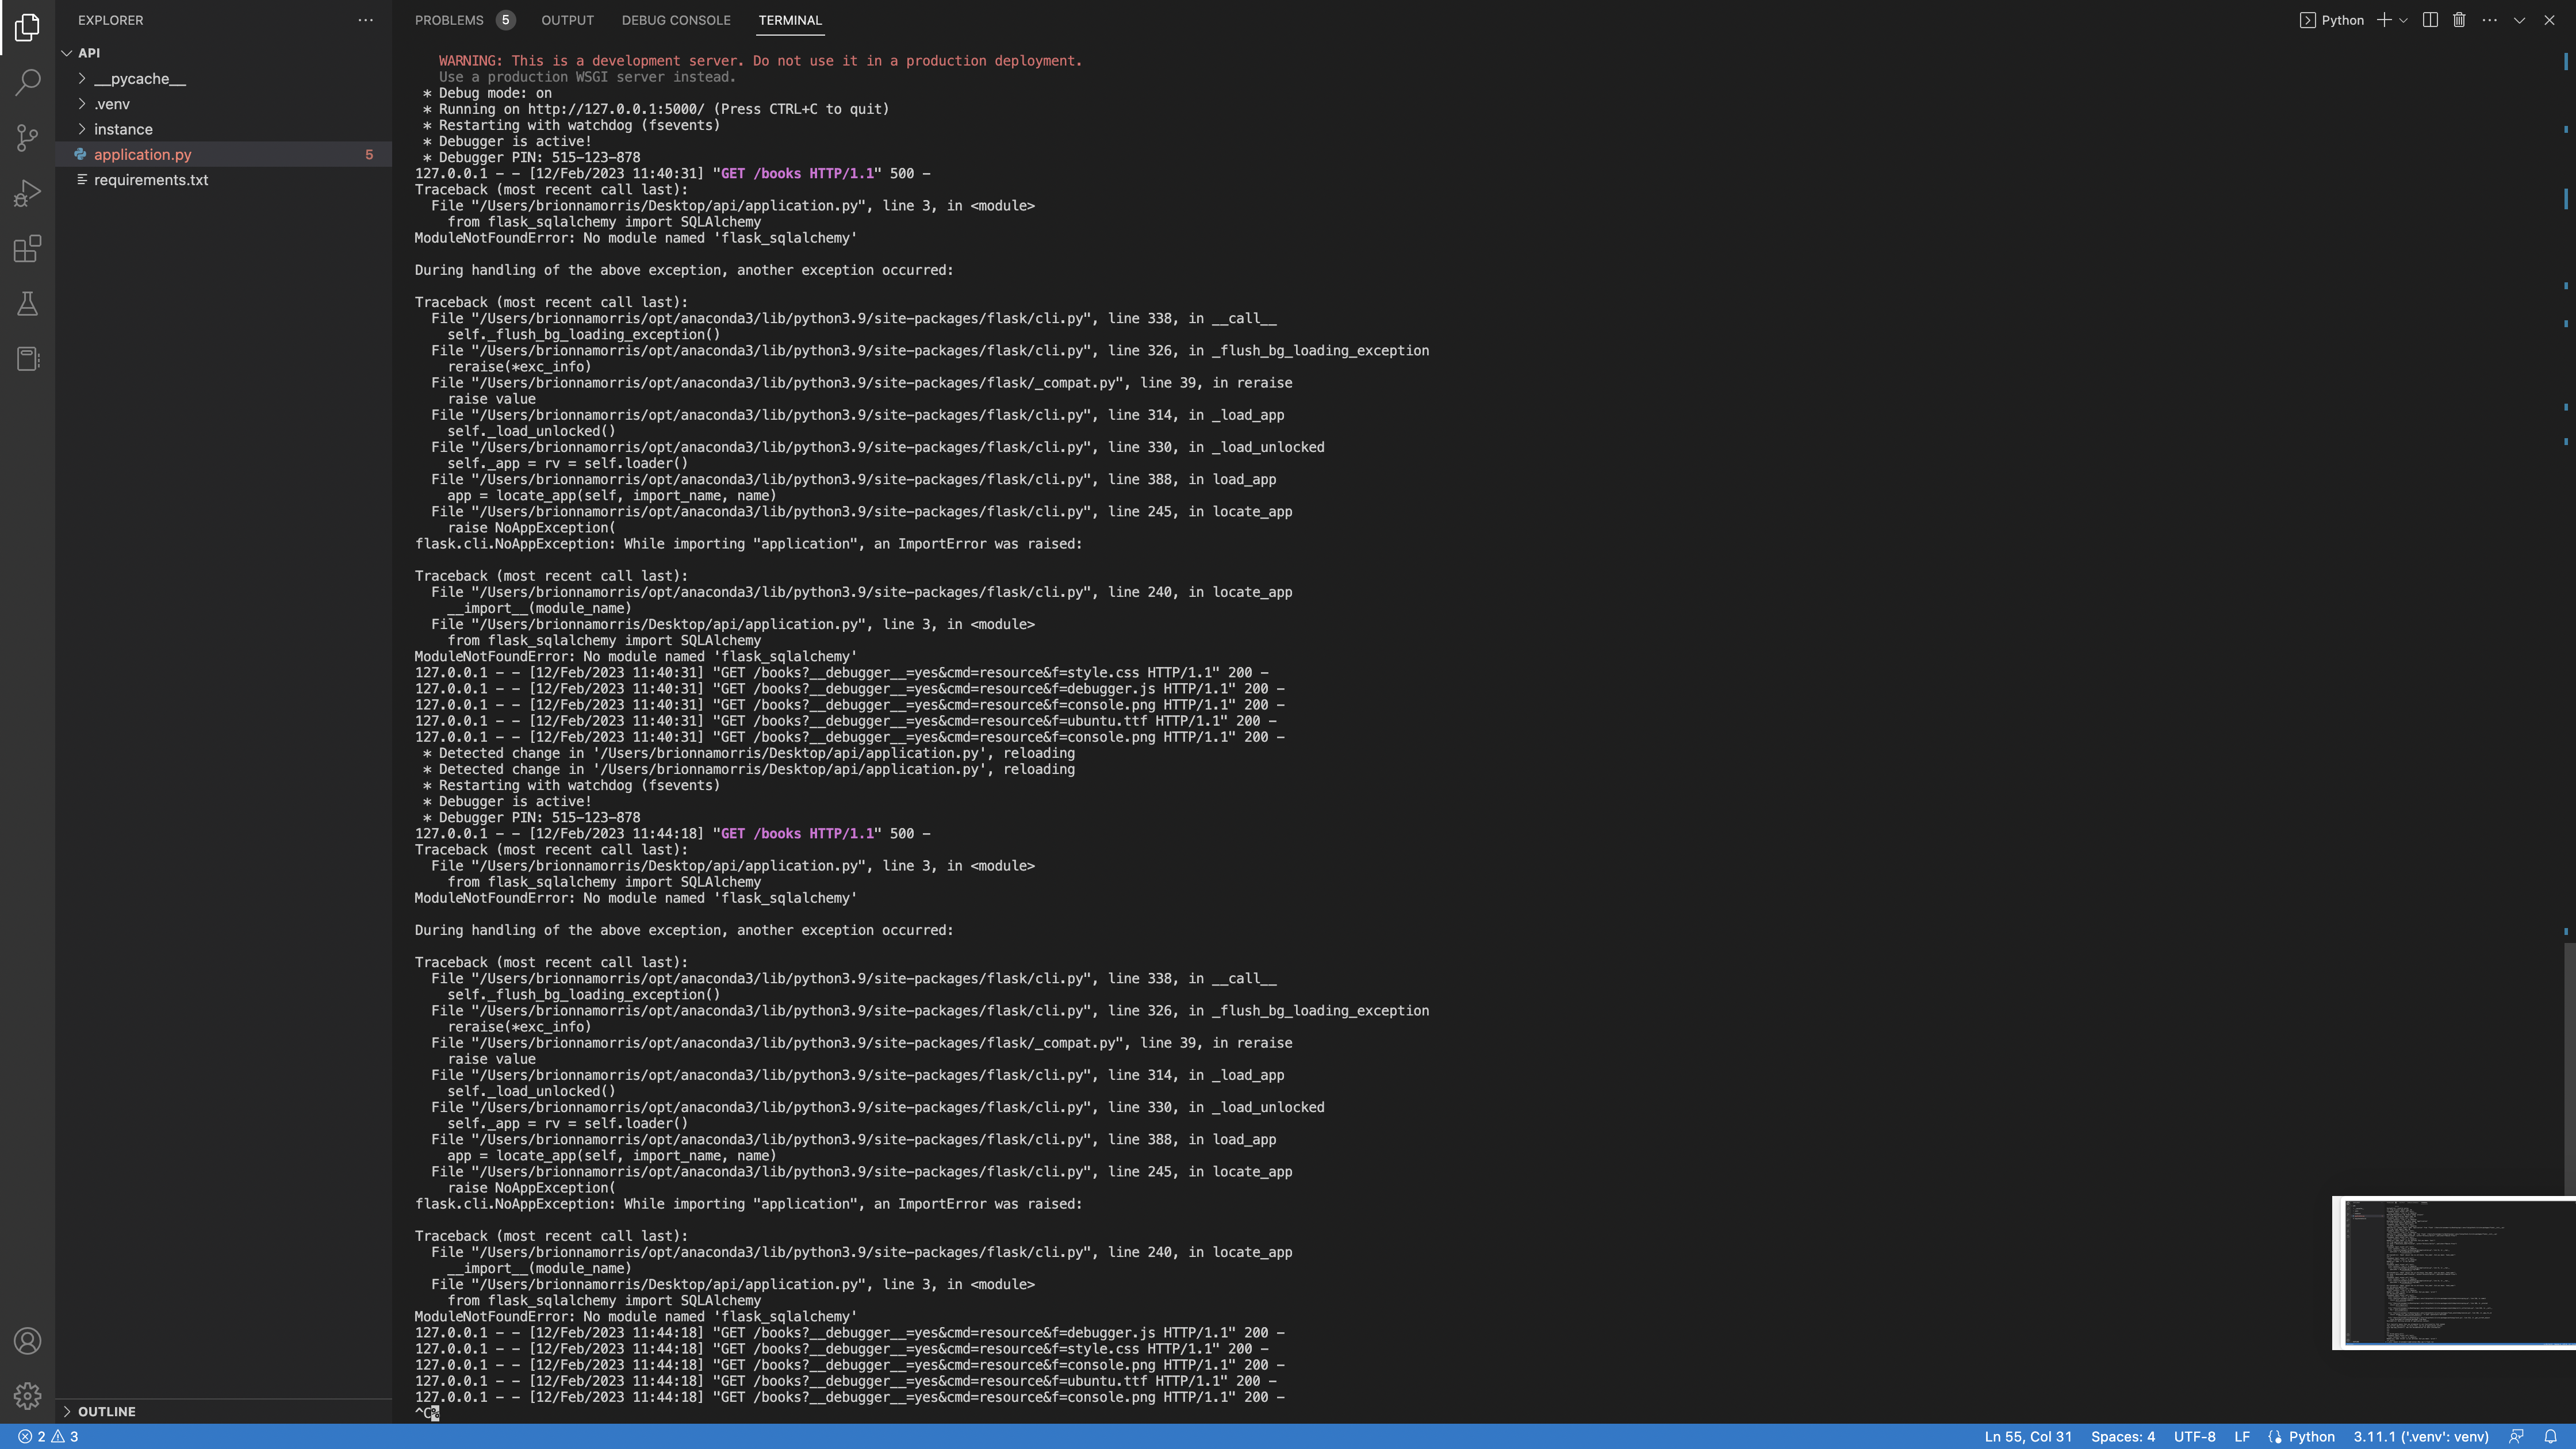 EXPLORER
API
__pycache__
.venv
instance
application.py 5
requirements.txt
OUTLINE
PROBLEMS 5 OUTPUT DEBUG CONSOLE TERMINAL
Python
WARNING: This is a development server. Do not use it in a production deployment.
Use a production WSGI server instead.
* Debug mode: on
* Running on http://127.0.0.1:5000/ (Press CTRL+C to quit)
* Restarting with watchdog (fsevents)
* Debugger is active!
* Debugger PIN: 515-123-878
127.0.0.1 - - [12/Feb/2023 11:40:31] "GET /books HTTP/1.1" 500 -
Traceback (most recent call last):
File "/Users/brionnamorris/Desktop/api/application.py", line 3, in <module>
from flask_sqlalchemy import SQLAlchemy
ModuleNotFoundError: No module named 'flask_sqlalchemy'
During handling of the above exception, another exception occurred:
Traceback (most recent call last):
File "/Users/brionnamorris/opt/anaconda3/lib/python3.9/site-packages/flask/cli.py", line 338, in __call__
self._flush_bg_loading_exception()
File "/Users/brionnamorris/opt/anaconda3/lib/python3.9/site-packages/flask/cli.py", line 326, in _flush_bg_loading_exception
reraise(*exc_info)
File "/Users/brionnamorris/opt/anaconda3/lib/python3.9/site-packages/flask/_compat.py", line 39, in reraise
raise value
File "/Users/brionnamorris/opt/anaconda3/lib/python3.9/site-packages/flask/cli.py", line 314, in _load_app
self._load_unlocked()
File "/Users/brionnamorris/opt/anaconda3/lib/python3.9/site-packages/flask/cli.py", line 330, in _load_unlocked
self._app = rv = self.loader()
File "/Users/brionnamorris/opt/anaconda3/lib/python3.9/site-packages/flask/cli.py", line 388, in load_app
app = locate_app(self, import_name, name)
File "/Users/brionnamorris/opt/anaconda3/lib/python3.9/site-packages/flask/cli.py", line 245, in locate_app
raise NoAppException(
flask.cli.NoAppException: While importing "application", an ImportError was raised:
Traceback (most recent call last):
File "/Users/brionnamorris/opt/anaconda3/lib/python3.9/site-packages/flask/cli.py", line 240, in locate_app
__import__(module_name)
File "/Users/brionnamorris/Desktop/api/application.py", line 3, in <module>
from flask_sqlalchemy import SQLAlchemy
ModuleNotFoundError: No module named 'flask_sqlalchemy'
127.0.0.1 - - [12/Feb/2023 11:40:31] "GET /books?__debugger__=yes&cmd=resource&f=style.css HTTP/1.1" 200 -
127.0.0.1 - - [12/Feb/2023 11:40:31] "GET /books?__debugger__=yes&cmd=resource&f=debugger.js HTTP/1.1" 200 -
127.0.0.1 - - [12/Feb/2023 11:40:31] "GET /books?__debugger__=yes&cmd=resource&f=console.png HTTP/1.1" 200 -
127.0.0.1 - - [12/Feb/2023 11:40:31] "GET /books?__debugger__=yes&cmd=resource&f=ubuntu.ttf HTTP/1.1" 200 -
127.0.0.1 - - [12/Feb/2023 11:40:31] "GET /books?__debugger__=yes&cmd=resource&f=console.png HTTP/1.1" 200 -
* Detected change in '/Users/brionnamorris/Desktop/api/application.py', reloading
* Detected change in '/Users/brionnamorris/Desktop/api/application.py', reloading
* Restarting with watchdog (fsevents)
* Debugger is active!
* Debugger PIN: 515-123-878
127.0.0.1 - - [12/Feb/2023 11:44:18] "GET /books HTTP/1.1" 500 -
Traceback (most recent call last):
File "/Users/brionnamorris/Desktop/api/application.py", line 3, in <module>
from flask_sqlalchemy import SQLAlchemy
ModuleNotFoundError: No module named 'flask_sqlalchemy'
During handling of the above exception, another exception occurred:
Traceback (most recent call last):
File "/Users/brionnamorris/opt/anaconda3/lib/python3.9/site-packages/flask/cli.py", line 338, in __call__
self._flush_bg_loading_exception()
File "/Users/brionnamorris/opt/anaconda3/lib/python3.9/site-packages/flask/cli.py", line 326, in _flush_bg_loading_exception
reraise(*exc_info)
File "/Users/brionnamorris/opt/anaconda3/lib/python3.9/site-packages/flask/_compat.py", line 39, in reraise
raise value
File "/Users/brionnamorris/opt/anaconda3/lib/python3.9/site-packages/flask/cli.py", line 314, in _load_app
self._load_unlocked()
File "/Users/brionnamorris/opt/anaconda3/lib/python3.9/site-packages/flask/cli.py", line 330, in _load_unlocked
self._app = rv = self.loader()
File "/Users/brionnamorris/opt/anaconda3/lib/python3.9/site-packages/flask/cli.py", line 388, in load_app
app = locate_app(self, import_name, name)
File "/Users/brionnamorris/opt/anaconda3/lib/python3.9/site-packages/flask/cli.py", line 245, in locate_app
raise NoAppException(
flask.cli.NoAppException: While importing "application", an ImportError was raised:
Traceback (most recent call last):
File "/Users/brionnamorris/opt/anaconda3/lib/python3.9/site-packages/flask/cli.py", line 240, in locate_app
__import__(module_name)
File "/Users/brionnamorris/Desktop/api/application.py", line 3, in <module>
from flask_sqlalchemy import SQLAlchemy
ModuleNotFoundError: No module named 'flask_sqlalchemy'
127.0.0.1 - - [12/Feb/2023 11:44:18] "GET /books?__debugger__=yes&cmd=resource&f=debugger.js HTTP/1.1" 200 -
127.0.0.1 - - [12/Feb/2023 11:44:18] "GET /books?__debugger__=yes&cmd=resource&f=style.css HTTP/1.1" 200 -
127.0.0.1 - - [12/Feb/2023 11:44:18] "GET /books?__debugger__=yes&cmd=resource&f=console.png HTTP/1.1" 200 -
127.0.0.1 - - [12/Feb/2023 11:44:18] "GET /books?__debugger__=yes&cmd=resource&f=ubuntu.ttf HTTP/1.1" 200 -
127.0.0.1 - - [12/Feb/2023 11:44:18] "GET /books?__debugger__=yes&cmd=resource&f=console.png HTTP/1.1" 200 -
^C%
2 3 Ln 55, Col 31 Spaces: 4 UTF-8 LF Python 3.11.1 ('.venv': venv)